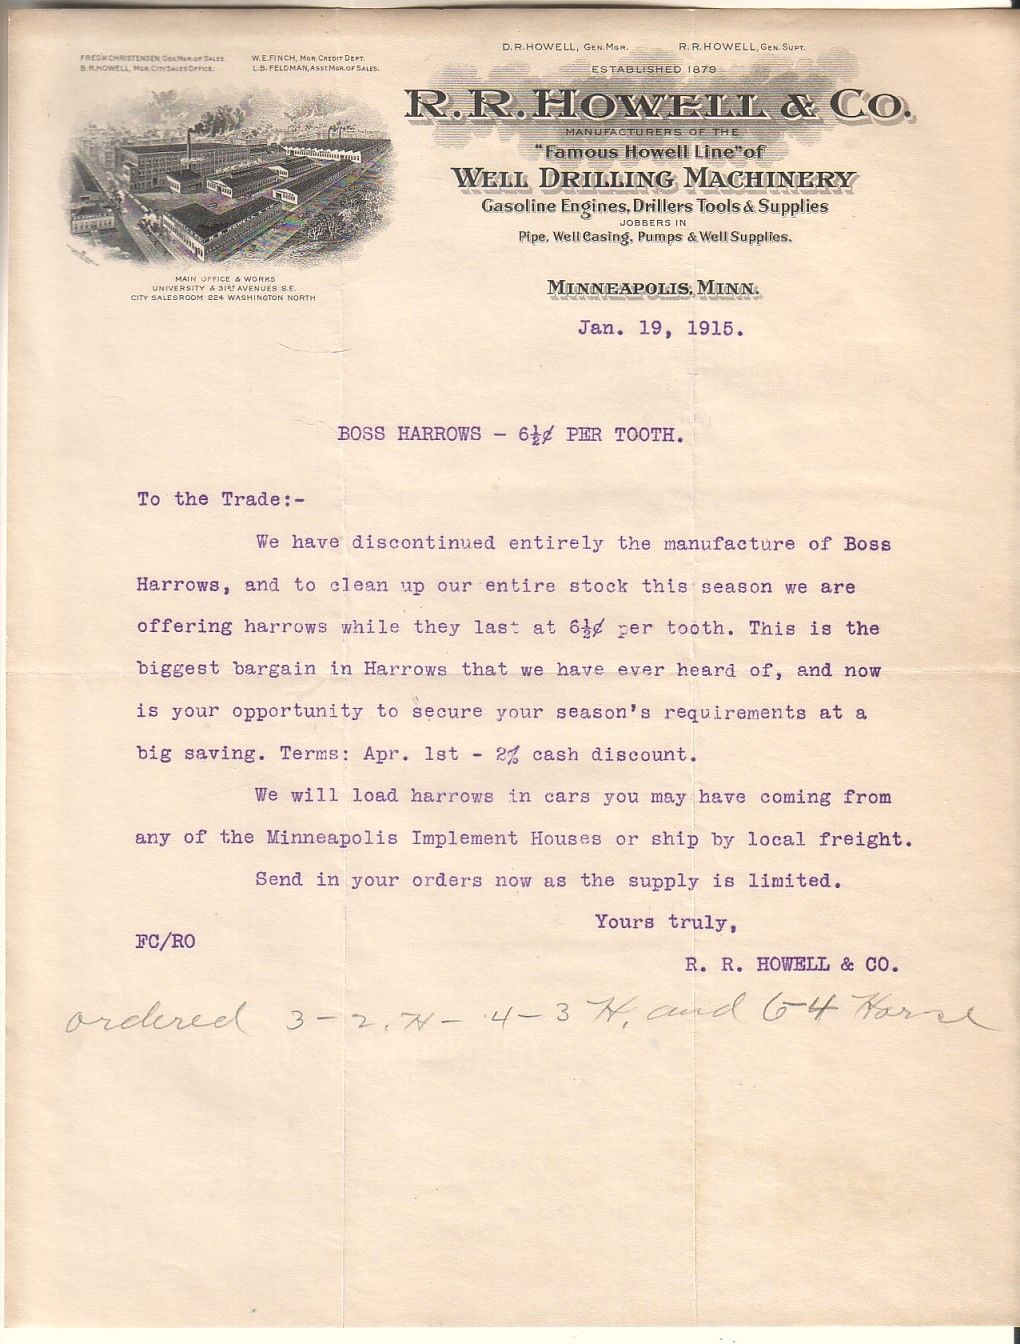 D.R.HOWELL, GEN.MGR. R.R.HOWELL, GEN.SUPT.
FRED'K CHRISTENSEN, GEN.MGR. OF SALES. W.E.FINCH, MGR. CREDIT DEPT.
B.R.HOWELL, MGR. CITY SALES OFFICE. L.B. FELDMAN, ASST. MGR. OF SALES.
ESTABLISHED 1879
R.R. HOWELL & CO.
MANUFACTURERS OF THE
"Famous Howell Line" of
WELL DRILLING MACHINERY
Gasoline Engines, Drillers Tools & Supplies
JOBBERS IN
Pipe, Well Casing, Pumps & Well Supplies.
MAIN OFFICE & WORKS
UNIVERSITY & 31ST AVENUES S.E.
CITY SALESROOM 224 WASHINGTON NORTH
MINNEAPOLIS, MINN.
Jan. 19, 1915.
BOSS HARROWS - 6½¢ PER TOOTH.
To the Trade:-
We have discontinued entirely the manufacture of Boss
Harrows, and to clean up our entire stock this season we are
offering harrows while they last at 6½¢ per tooth. This is the
biggest bargain in Harrows that we have ever heard of, and now
is your opportunity to secure your season's requirements at a
big saving. Terms: Apr. 1st - 2% cash discount.
We will load harrows in cars you may have coming from
any of the Minneapolis Implement Houses or ship by local freight.
Send in your orders now as the supply is limited.
Yours truly,
FC/RO
R. R. HOWELL & CO.
ordered 3-2.H- 4-3 H, and 6-4 Horse